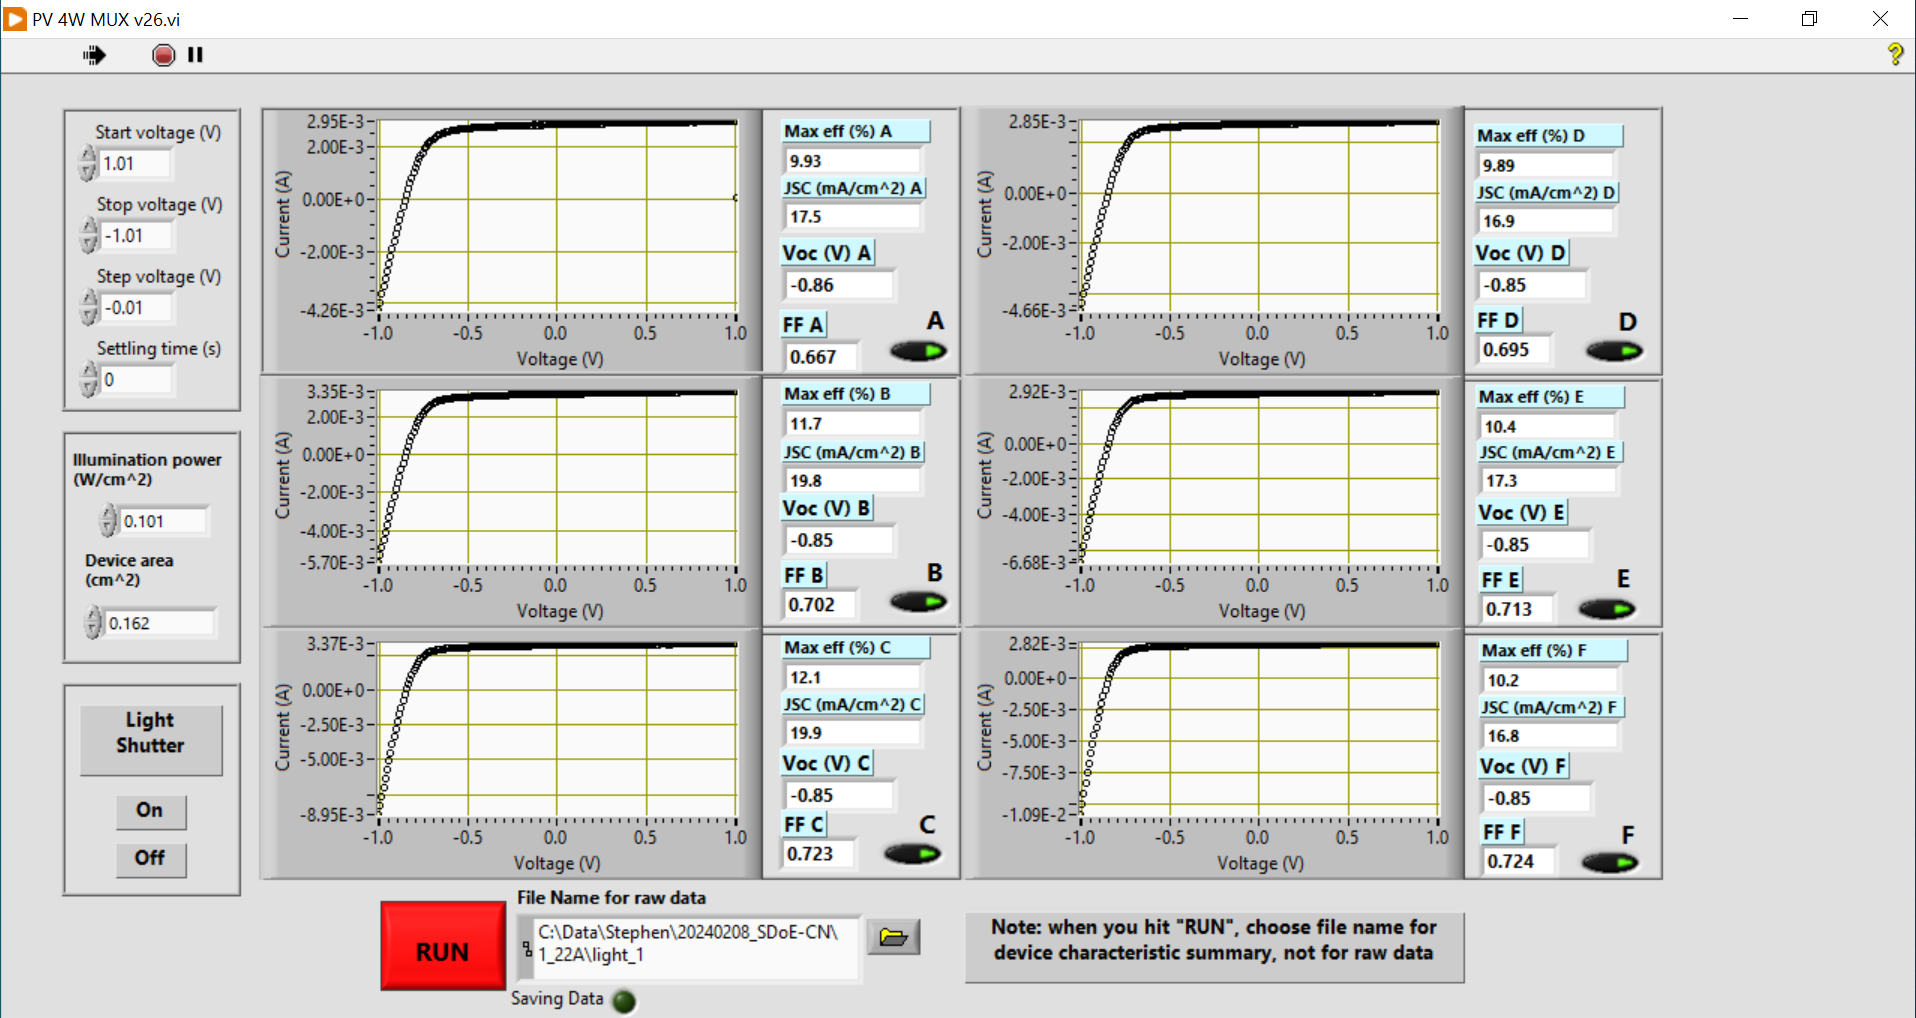 PV 4W MUX v26.vi
Start voltage (V)
1.01
Stop voltage (V)
-1.01
Step voltage (V)
-0.01
Settling time (s)
0
Illumination power
(W/cm^2)
0.101
Device area
(cm^2)
0.162
Light
Shutter
On
Off
Current (A)
2.95E-3
2.00E-3
0.00E+0
-2.00E-3
-4.26E-3
-1.0 -0.5 0.0 0.5 1.0
Voltage (V)
Max eff (%) A
9.93
JSC (mA/cm^2) A
17.5
Voc (V) A
-0.86
FF A
0.667
A
Current (A)
2.85E-3
0.00E+0
-2.00E-3
-4.66E-3
-1.0 -0.5 0.0 0.5 1.0
Voltage (V)
Max eff (%) D
9.89
JSC (mA/cm^2) D
16.9
Voc (V) D
-0.85
FF D
0.695
D
Current (A)
3.35E-3
2.00E-3
0.00E+0
-2.00E-3
-4.00E-3
-5.70E-3
-1.0 -0.5 0.0 0.5 1.0
Voltage (V)
Max eff (%) B
11.7
JSC (mA/cm^2) B
19.8
Voc (V) B
-0.85
FF B
0.702
B
Current (A)
2.92E-3
0.00E+0
-2.00E-3
-4.00E-3
-6.68E-3
-1.0 -0.5 0.0 0.5 1.0
Voltage (V)
Max eff (%) E
10.4
JSC (mA/cm^2) E
17.3
Voc (V) E
-0.85
FF E
0.713
E
Current (A)
3.37E-3
0.00E+0
-2.50E-3
-5.00E-3
-8.95E-3
-1.0 -0.5 0.0 0.5 1.0
Voltage (V)
Max eff (%) C
12.1
JSC (mA/cm^2) C
19.9
Voc (V) C
-0.85
FF C
0.723
C
Current (A)
2.82E-3
0.00E+0
-2.50E-3
-5.00E-3
-7.50E-3
-1.09E-2
-1.0 -0.5 0.0 0.5 1.0
Voltage (V)
Max eff (%) F
10.2
JSC (mA/cm^2) F
16.8
Voc (V) F
-0.85
FF F
0.724
F
RUN
File Name for raw data
C:\Data\Stephen\20240208_SDoE-CN\
1_22A\light_1
Saving Data
Note: when you hit "RUN", choose file name for
device characteristic summary, not for raw data